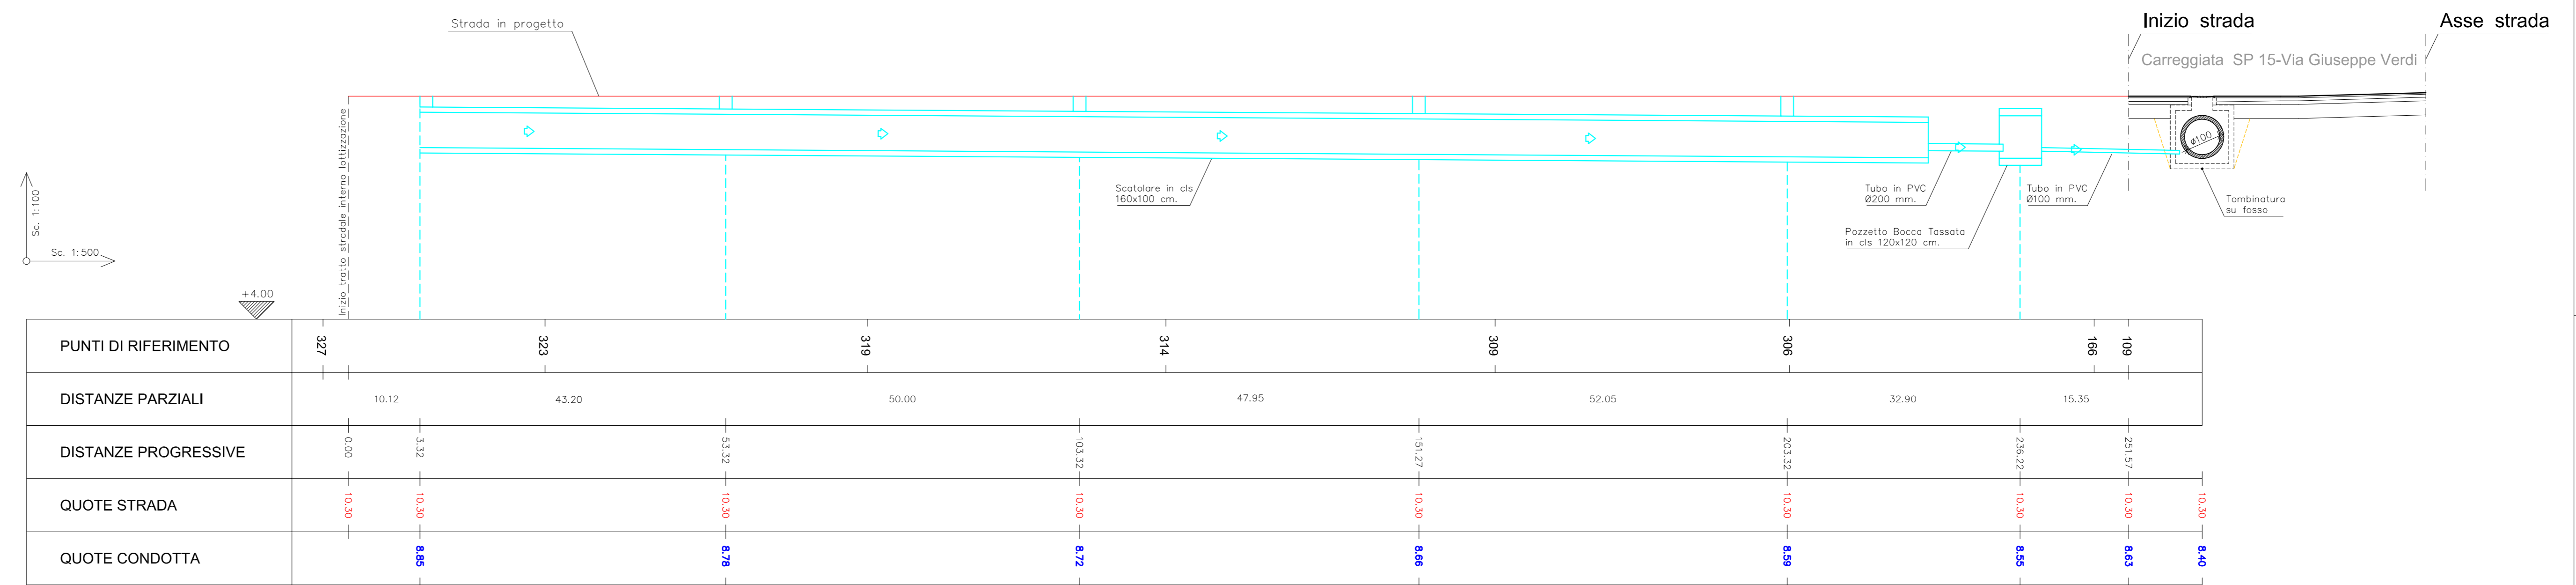 Strada in progetto
Inizio strada
Asse strada
Carreggiata SP 15-Via Giuseppe Verdi
Inizio tratto stradale interno lottizzazione
Ø100
Scatolare in cls
160x100 cm.
Tubo in PVC
Ø200 mm.
Tubo in PVC
Ø100 mm.
Tombinatura
su fosso
Pozzetto Bocca Tassata
in cls 120x120 cm.
Sc. 1:100
Sc. 1:500
+4.00
PUNTI DI RIFERIMENTO 327 323 319 314 309 306 166 109
DISTANZE PARZIALI 10.12 43.20 50.00 47.95 52.05 32.90 15.35
DISTANZE PROGRESSIVE 0.00 3.32 53.32 103.32 151.27 203.32 236.22 251.57
QUOTE STRADA 10.30 10.30 10.30 10.30 10.30 10.30 10.30 10.30 10.30
QUOTE CONDOTTA 8.885 8.78 8.72 8.66 8.59 8.55 8.63 8.40